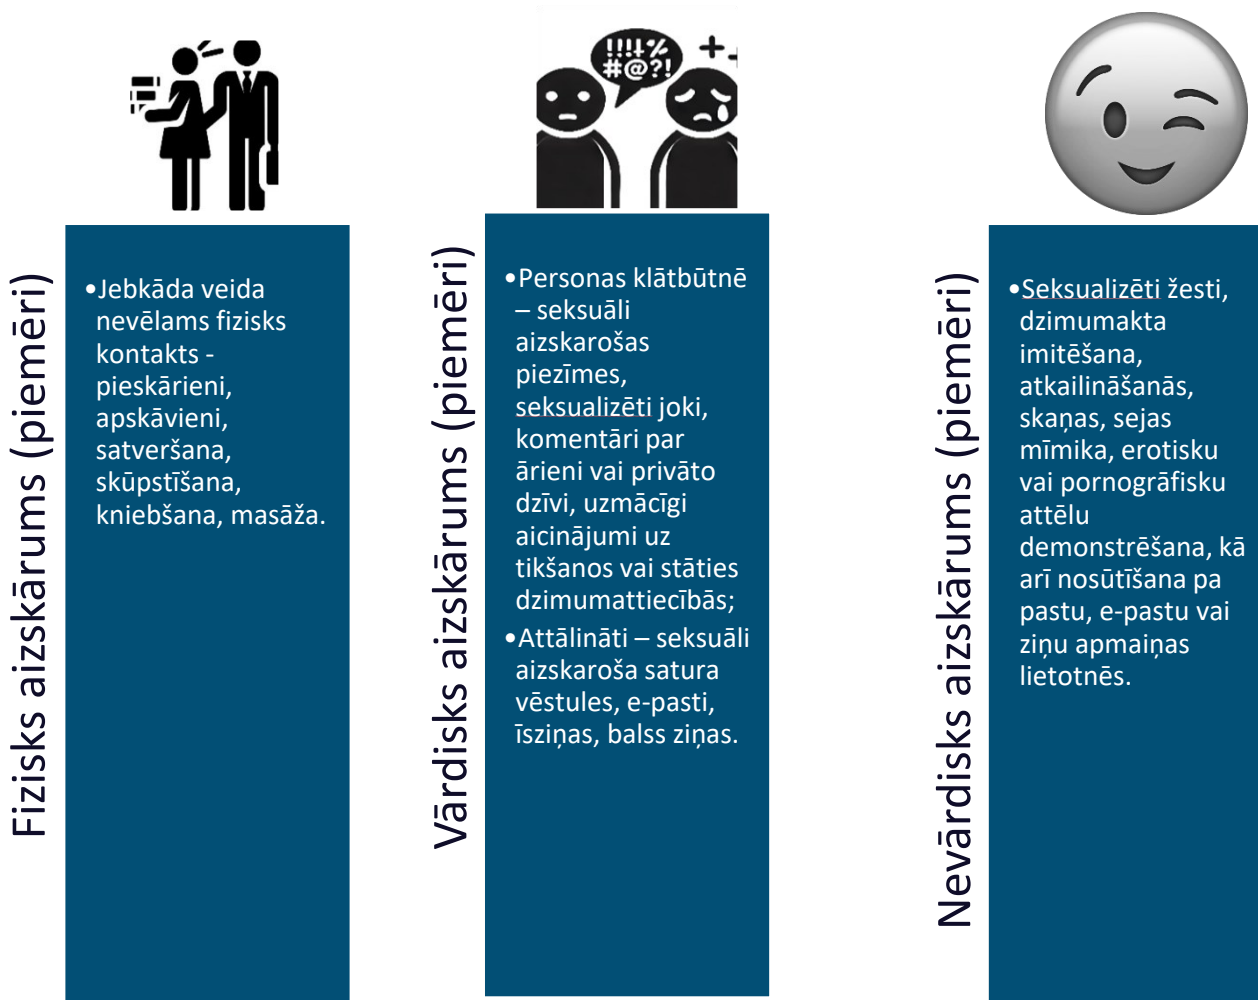 !!!!%
#@?!
Fizisks aizskārums (piemēri)
•Jebkāda veida
nevēlams fizisks
kontakts -
pieskārieni,
apskāvieni,
satveršana,
skūpstīšana,
kniebšana, masāža.
Vārdisks aizskārums (piemēri)
•Personas klātbūtnē
– seksuāli
aizskarošas
piezīmes,
seksualizēti joki,
komentāri par
ārieni vai privāto
dzīvi, uzmācīgi
aicinājumi uz
tikšanos vai stāties
dzimumattiecībās;
•Attālināti – seksuāli
aizskaroša satura
vēstules, e-pasti,
īsziņas, balss ziņas.
Nevārdisks aizskārums (piemēri)
•Seksualizēti žesti,
dzimumakta
imitēšana,
atkailināšanās,
skaņas, sejas
mīmika, erotisku
vai pornogrāfisku
attēlu
demonstrēšana, kā
arī nosūtīšana pa
pastu, e-pastu vai
ziņu apmaiņas
lietotnēs.